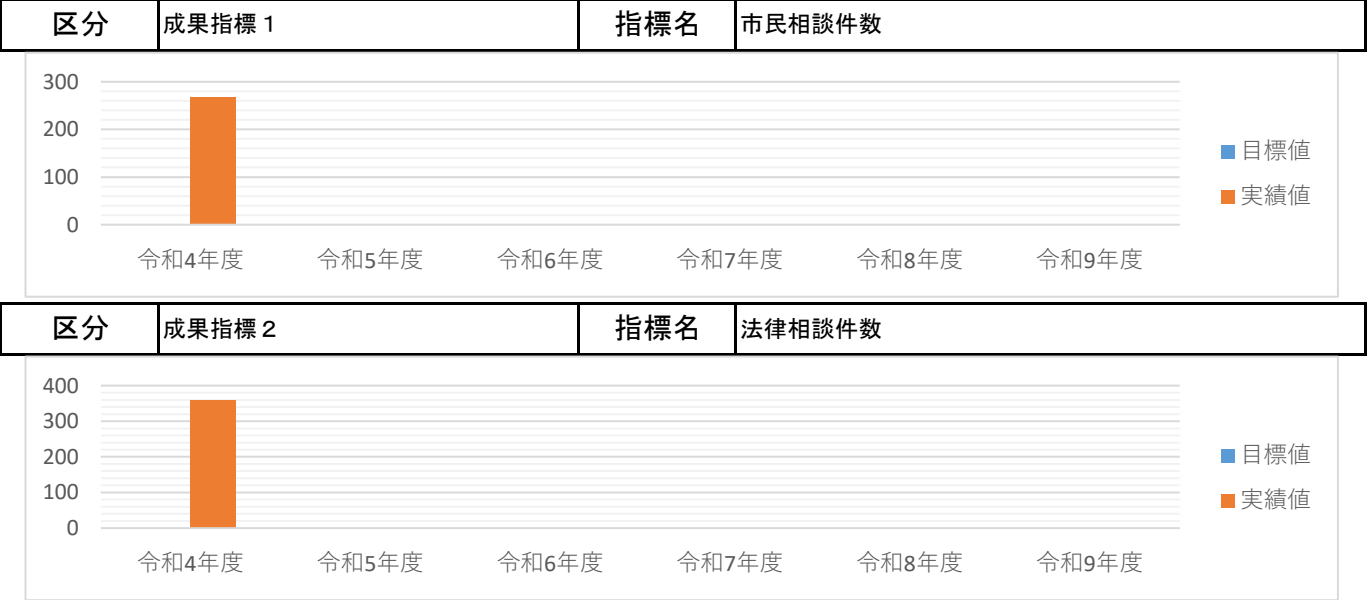 区分 成果指標１ 指標名 市民相談件数
300
200
100
0
令和4年度 令和5年度 令和6年度 令和7年度 令和8年度 令和9年度
目標値
実績値
区分 成果指標２ 指標名 法律相談件数
400
300
200
100
0
令和4年度 令和5年度 令和6年度 令和7年度 令和8年度 令和9年度
目標値
実績値